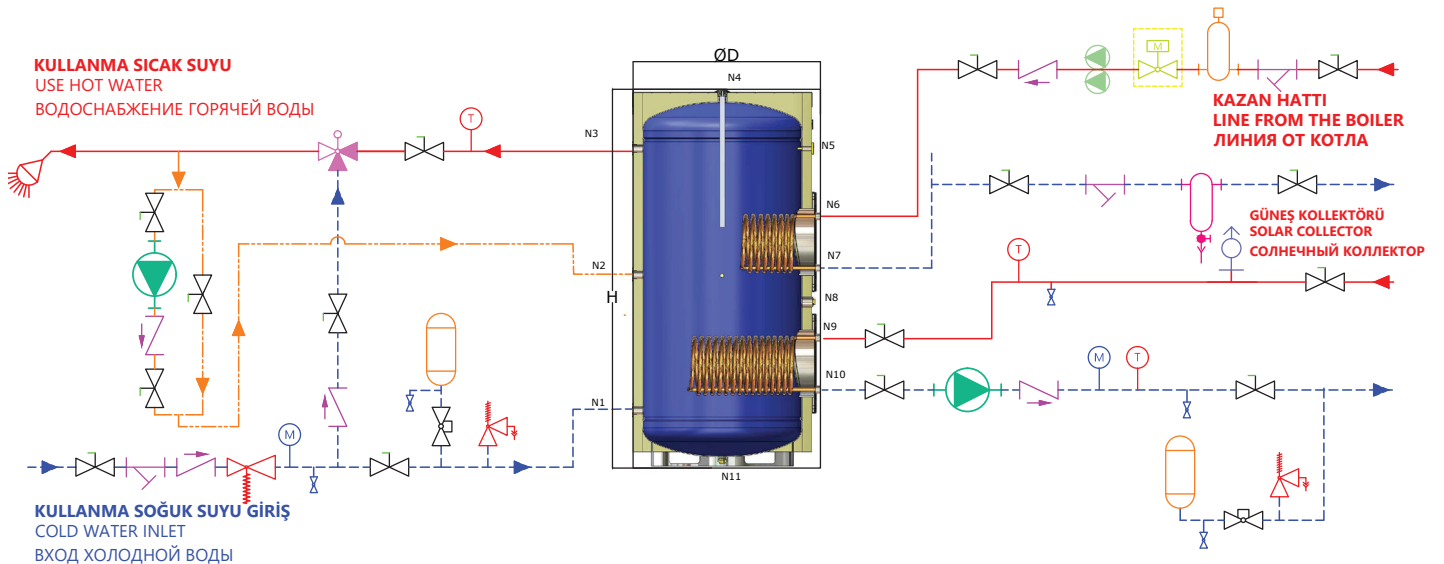 KULLANMA SICAK SUYU
USE HOT WATER
ВОДОСНАБЖЕНИЕ ГОРЯЧЕЙ ВОДЫ
T
N3
ØD
N4
H
N2
N1
N5
N6
N7
N8
N9
N10
N11
M
KAZAN HATTI
LINE FROM THE BOILER
ЛИНИЯ ОТ КОТЛА
GÜNEŞ KOLLEKTÖRÜ
SOLAR COLLECTOR
СОЛНЕЧНЫЙ КОЛЛЕКТОР
T
M
T
M
KULLANMA SOĞUK SUYU GİRİŞ
COLD WATER INLET
ВХОД ХОЛОДНОЙ ВОДЫ